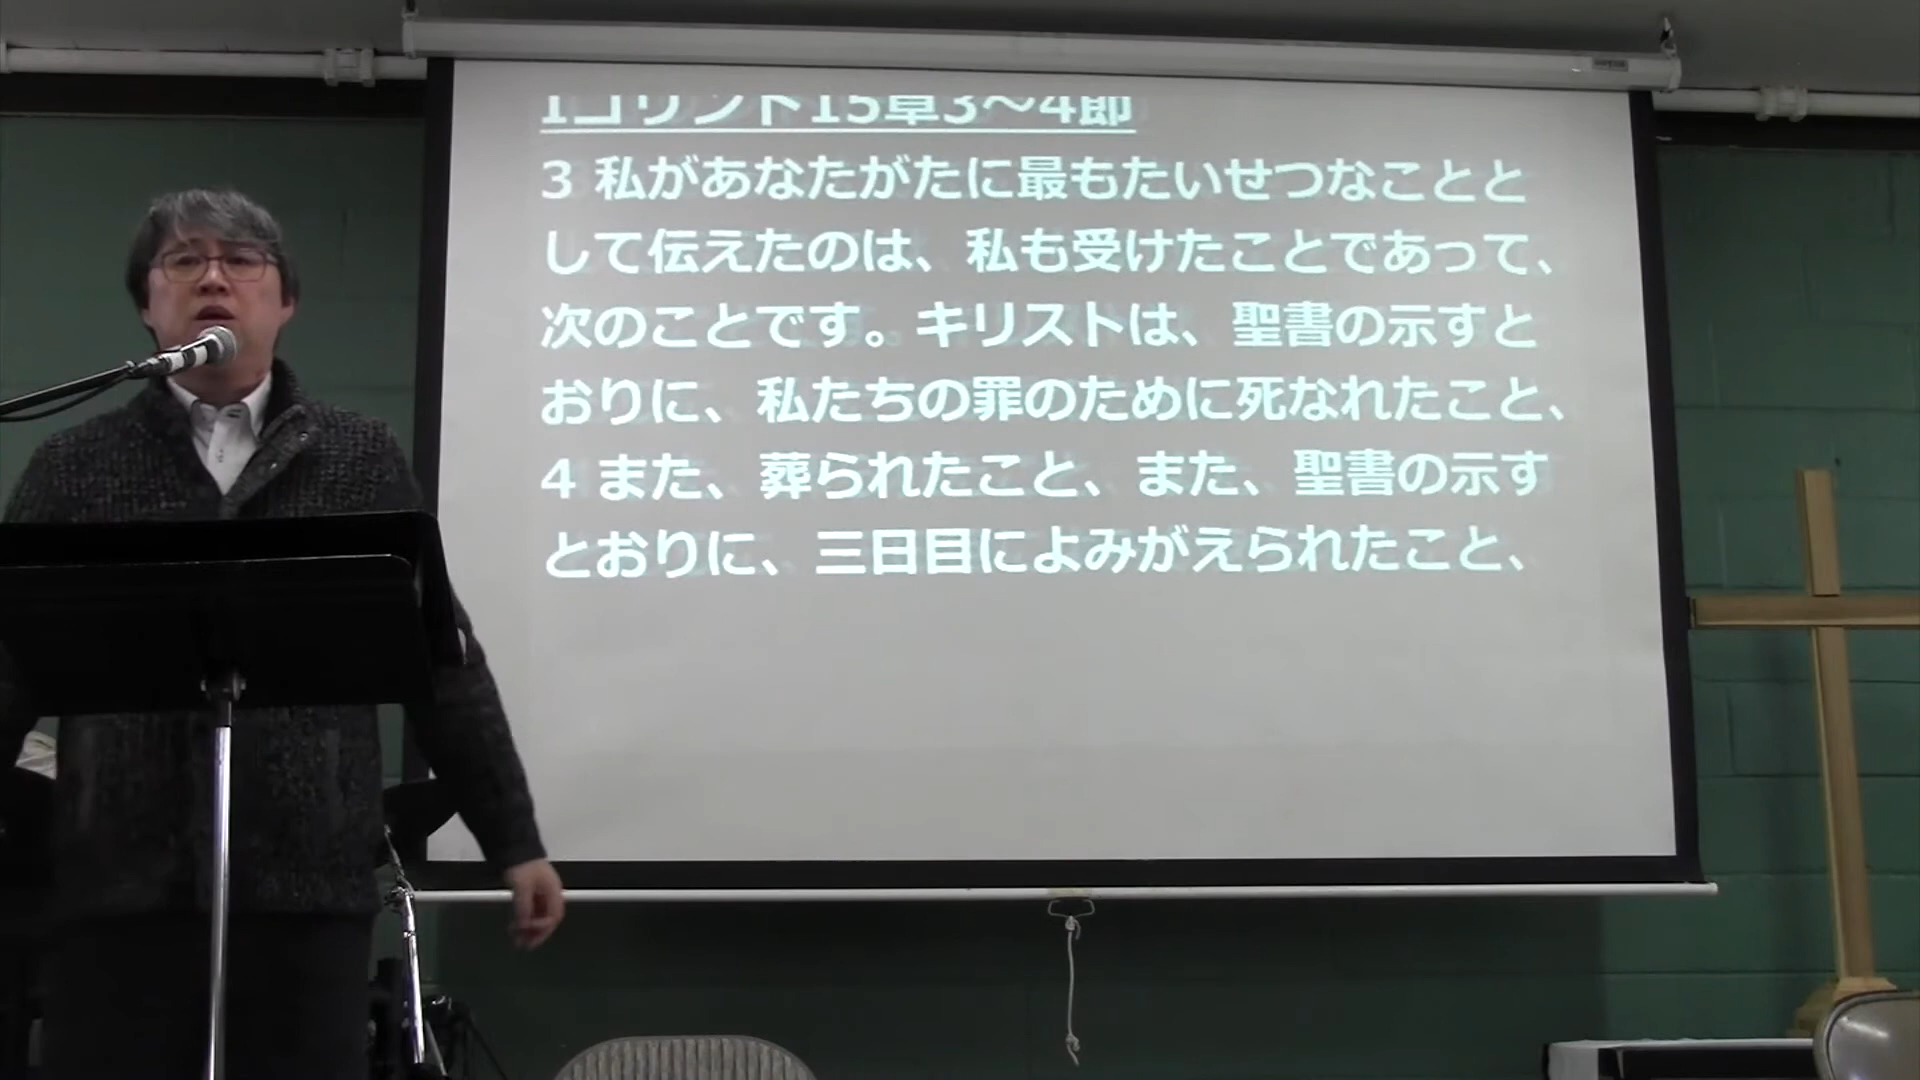 1コリント15章3～4節
3 私があなたがたに最もたいせつなことと
して伝えたのは、私も受けたことであって、
次のことです。キリストは、聖書の示すと
おりに、私たちの罪のために死なれたこと、
4 また、葬られたこと、また、聖書の示す
とおりに、三日目によみがえられたこと、